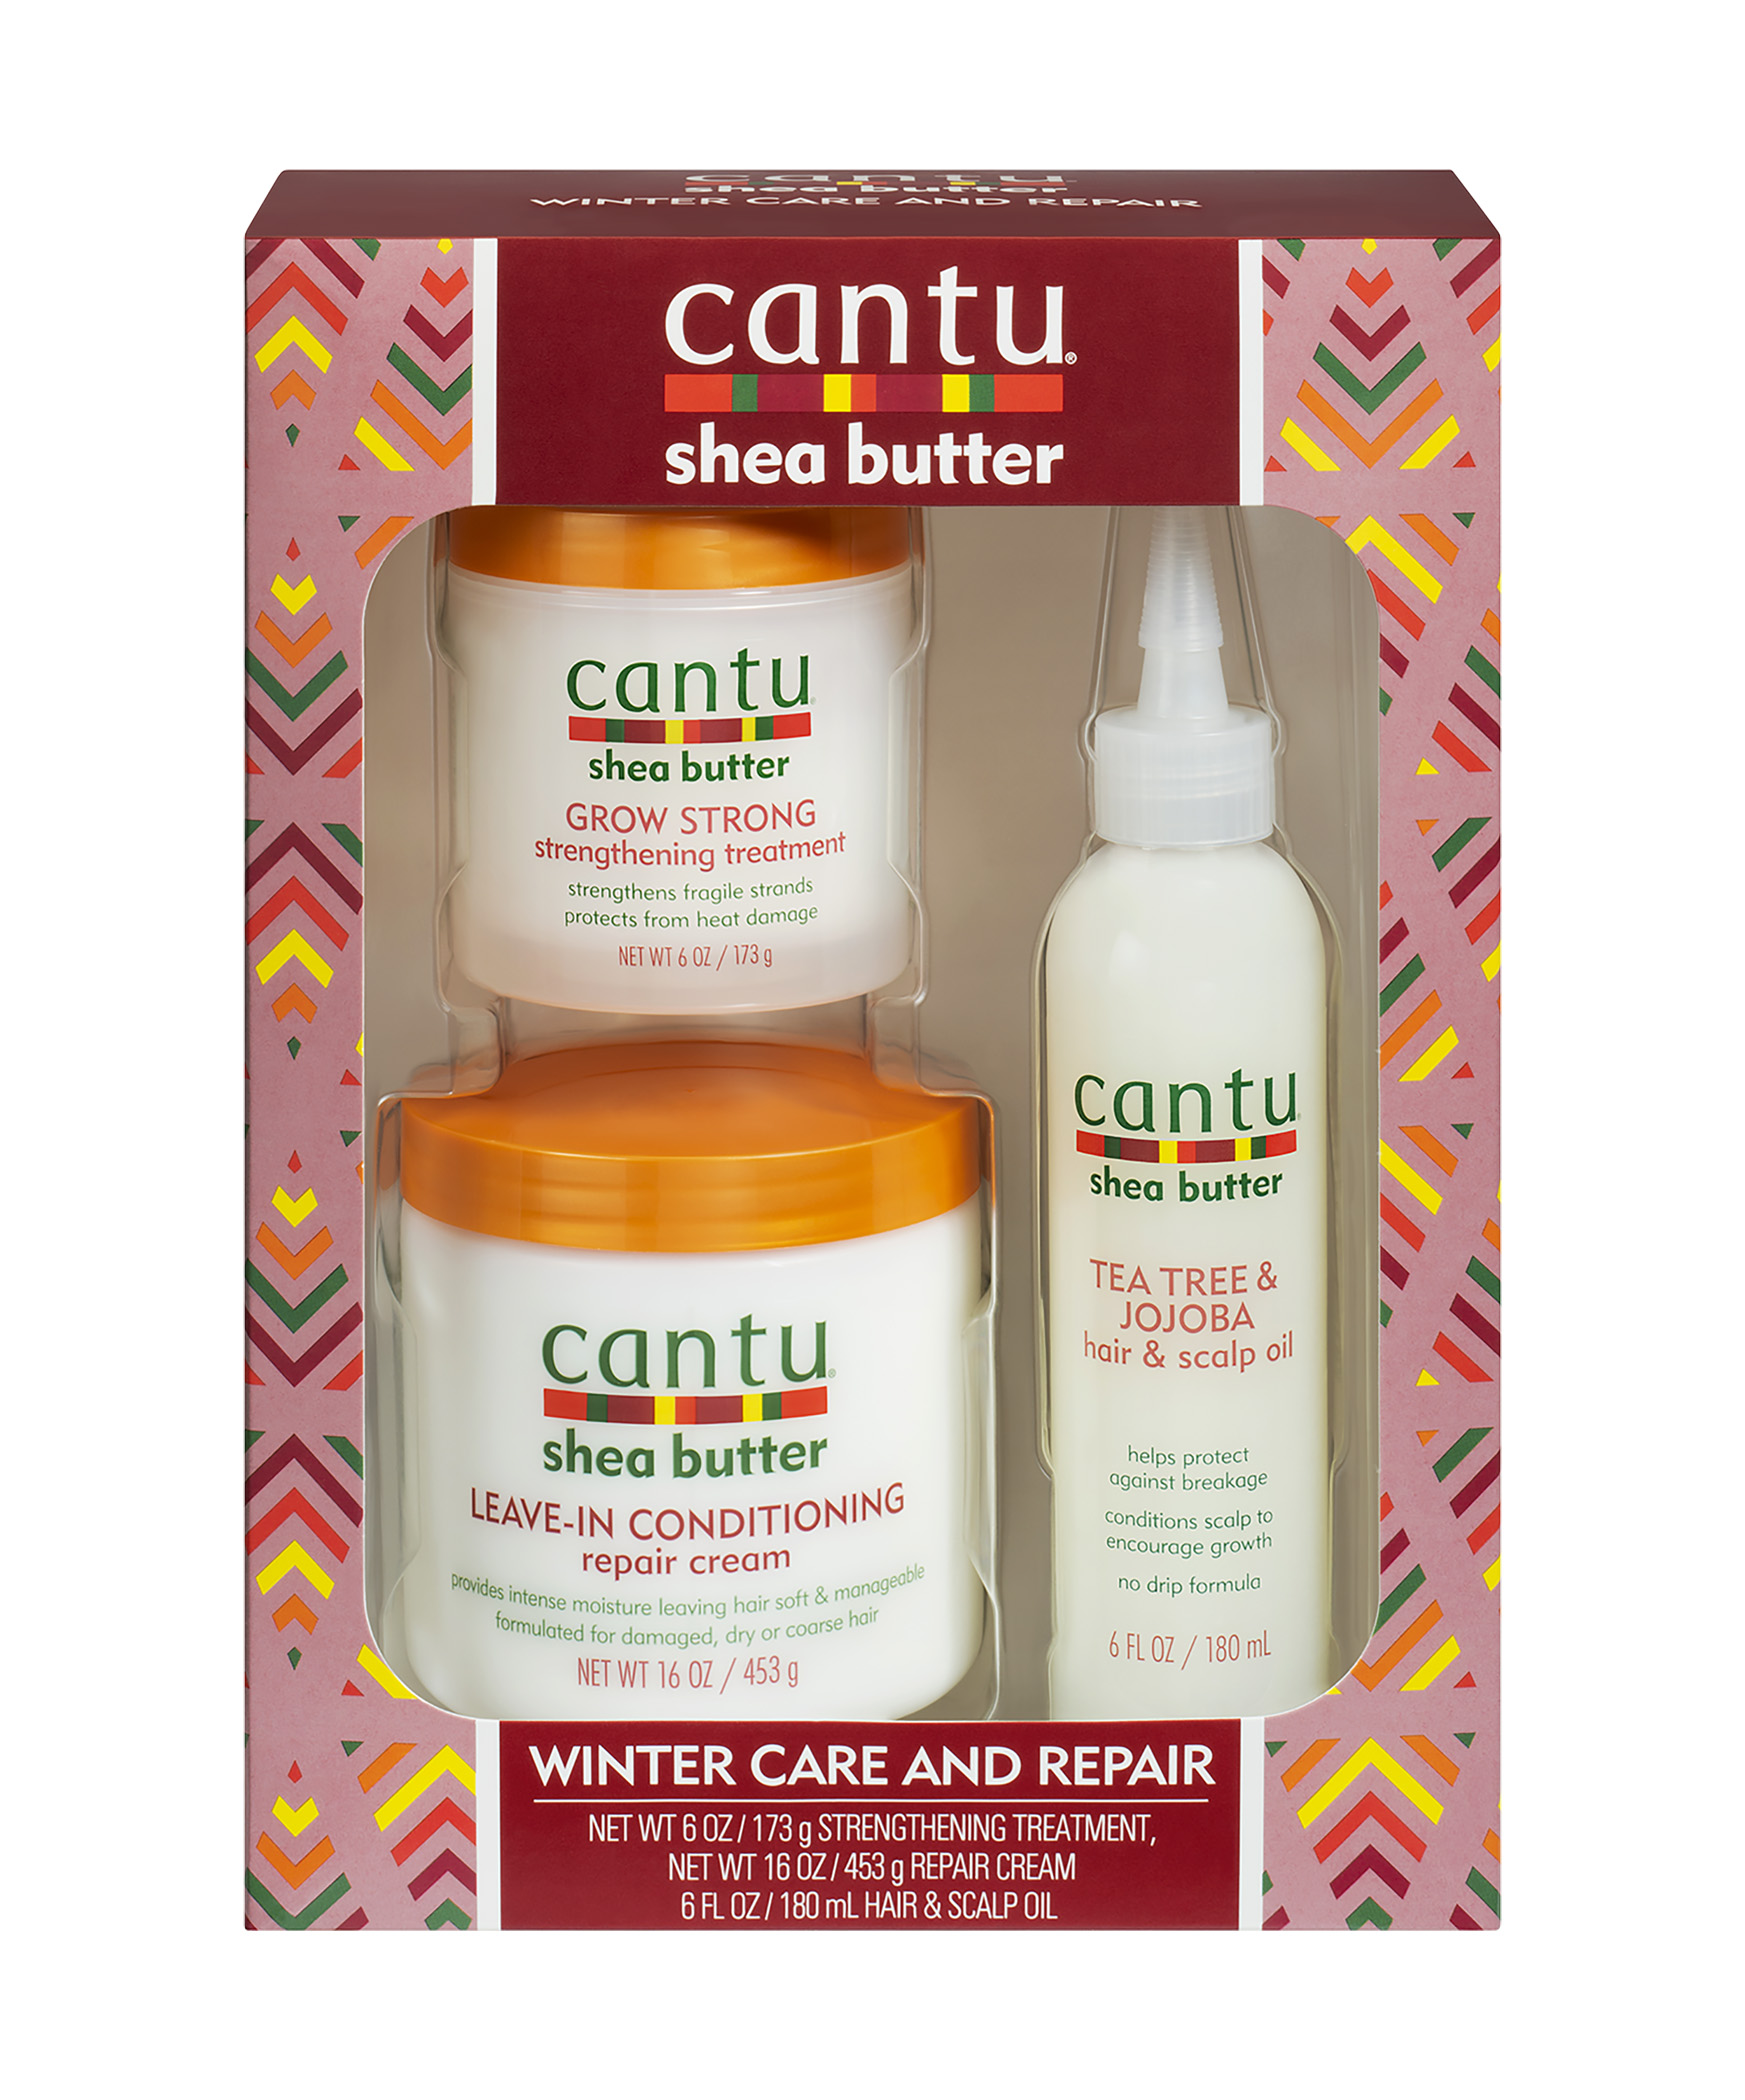 cantu
shea butter
WINTER CARE AND REPAIR
cantu®
shea butter
cantu®
shea butter
GROW STRONG
strengthening treatment
strengthens fragile strands
protects from heat damage
NET WT 6 OZ / 173 g
cantu®
shea butter
LEAVE-IN CONDITIONING
repair cream
provides intense moisture leaving hair soft & manageable
formulated for damaged, dry or coarse hair
NET WT 16 OZ / 453 g
cantu
shea butter
TEA TREE &
JOJOBA
hair & scalp oil
helps protect
against breakage
conditions scalp to
encourage growth
no drip formula
6 FL OZ / 180 mL
WINTER CARE AND REPAIR
NET WT 6 OZ / 173 g STRENGTHENING TREATMENT,
NET WT 16 OZ / 453 g REPAIR CREAM
6 FL OZ / 180 mL HAIR & SCALP OIL